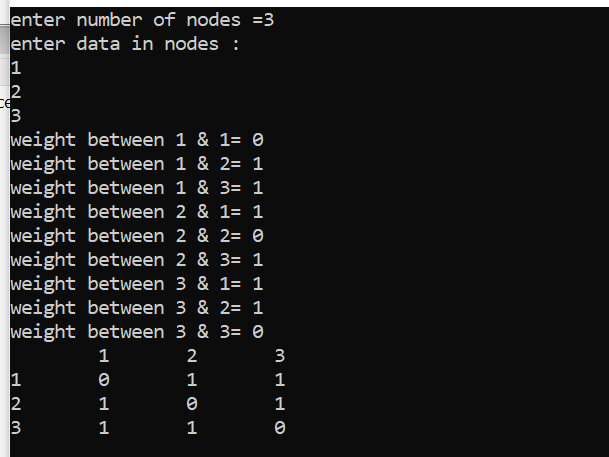 enter number of nodes =3
enter data in nodes :
1
2
3
weight between 1 & 1= 0
weight between 1 & 2= 1
weight between 1 & 3= 1
weight between 2 & 1= 1
weight between 2 & 2= 0
weight between 2 & 3= 1
weight between 3 & 1= 1
weight between 3 & 2= 1
weight between 3 & 3= 0
1 2 3
1 0 1 1
2 1 0 1
3 1 1 0